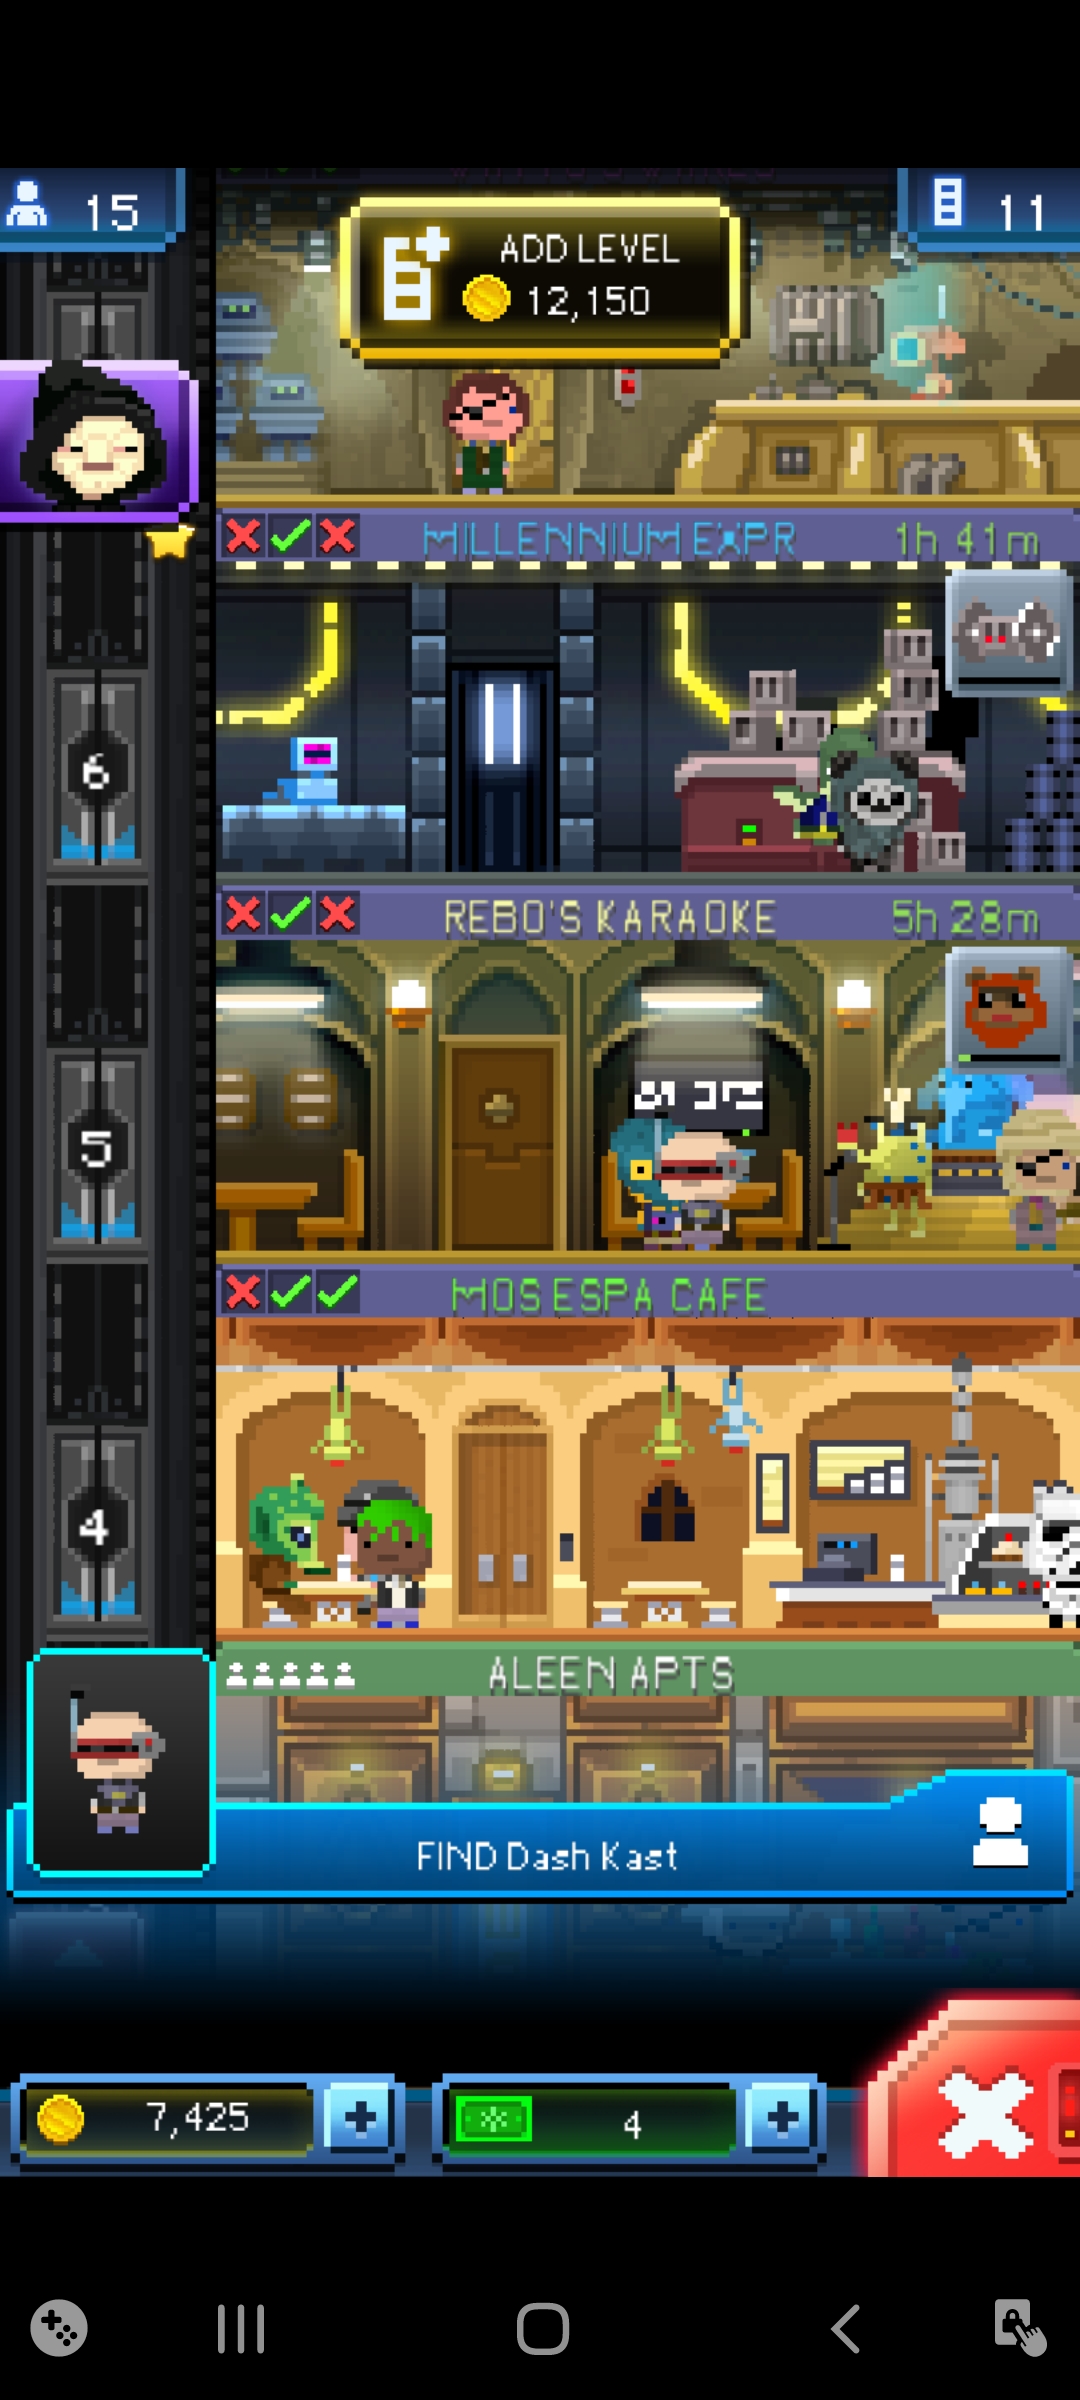 15
11
ADD LEVEL
12,150
MILLENNIUM EXPR 1h 41m
6
REBO'S KARAOKE 5h 28m
5
MOS ESPA CAFE
4
ALEEN APTS
FIND Dash Kast
7,425
4